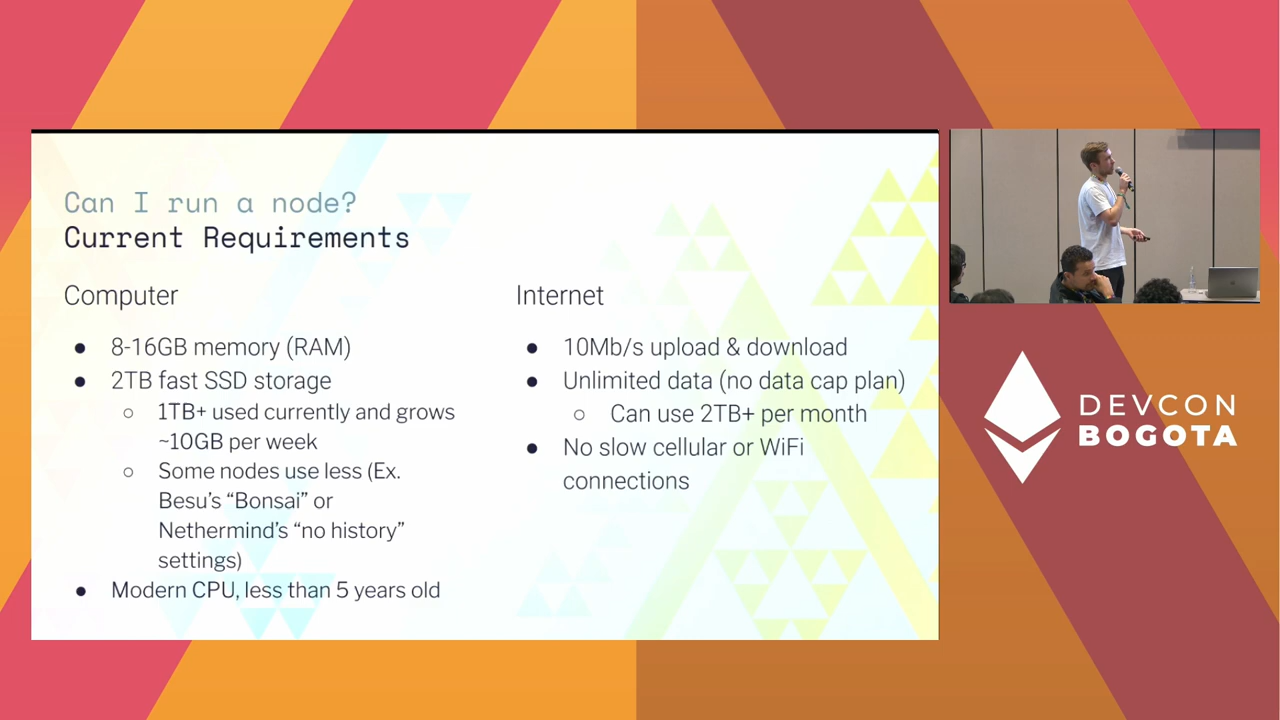 Can I run a node?
Current Requirements
Computer
● 8-16GB memory (RAM)
● 2TB fast SSD storage
○ 1TB+ used currently and grows
~10GB per week
○ Some nodes use less (Ex.
Besu's “Bonsai” or
Nethermind's “no history”
settings)
● Modern CPU, less than 5 years old
Internet
● 10Mb/s upload & download
● Unlimited data (no data cap plan)
○ Can use 2TB+ per month
● No slow cellular or WiFi
connections
DEVCON
BOGOTA